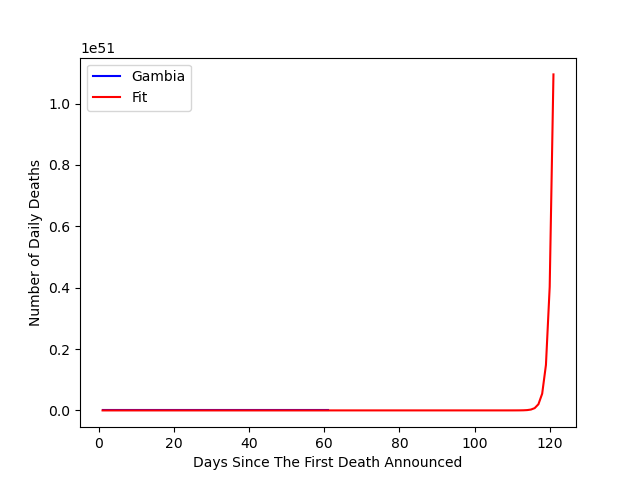 1e51
Gambia
Fit
1.0
0.8
0.6
0.4
0.2
0.0
Number of Daily Deaths
0 20 40 60 80 100 120
Days Since The First Death Announced